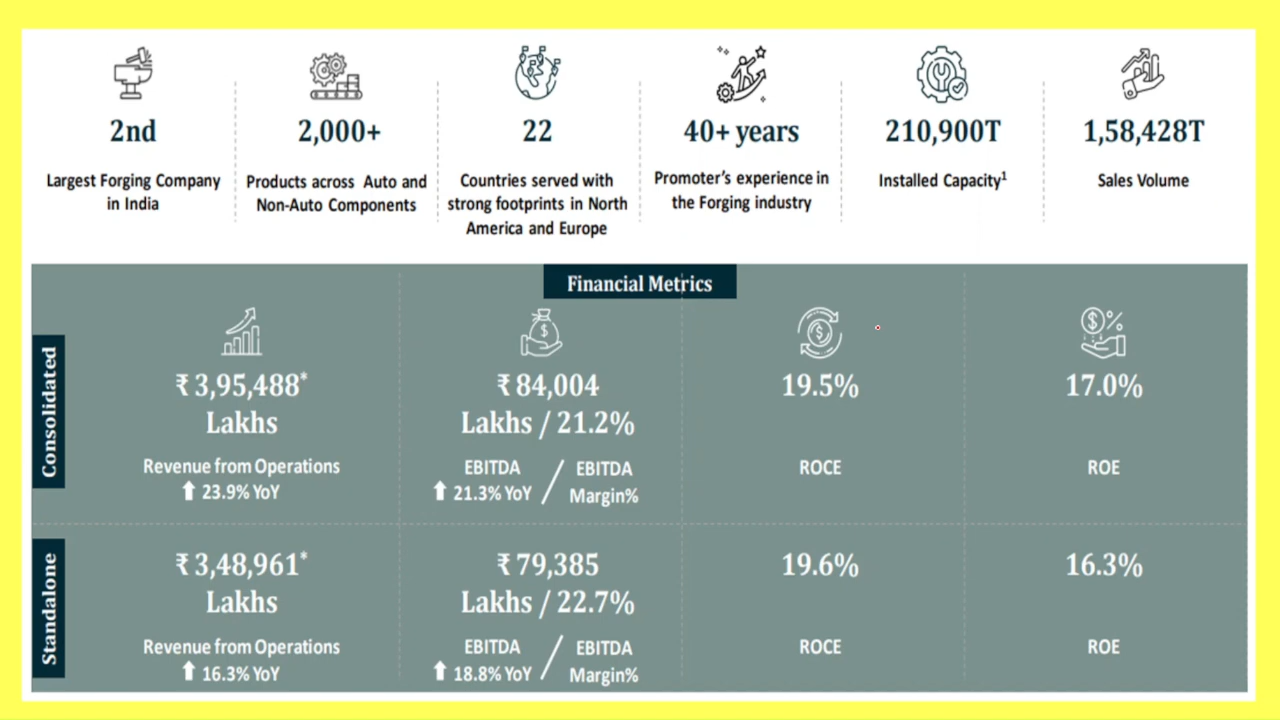 2nd
Largest Forging Company
in India
2,000+
Products across Auto and
Non-Auto Components
22
Countries served with
strong footprints in North
America and Europe
40+ years
Promoter's experience in
the Forging industry
210,900T
Installed Capacity¹
1,58,428T
Sales Volume
Financial Metrics
Consolidated
₹ 3,95,488*
Lakhs
Revenue from Operations
23.9% YoY
₹ 84,004
Lakhs / 21.2%
EBITDA
21.3% YoY
/
EBITDA
Margin%
19.5%
ROCE
17.0%
ROE
Standalone
₹ 3,48,961*
Lakhs
Revenue from Operations
16.3% YoY
₹ 79,385
Lakhs / 22.7%
EBITDA
18.8% YoY
/
EBITDA
Margin%
19.6%
ROCE
16.3%
ROE